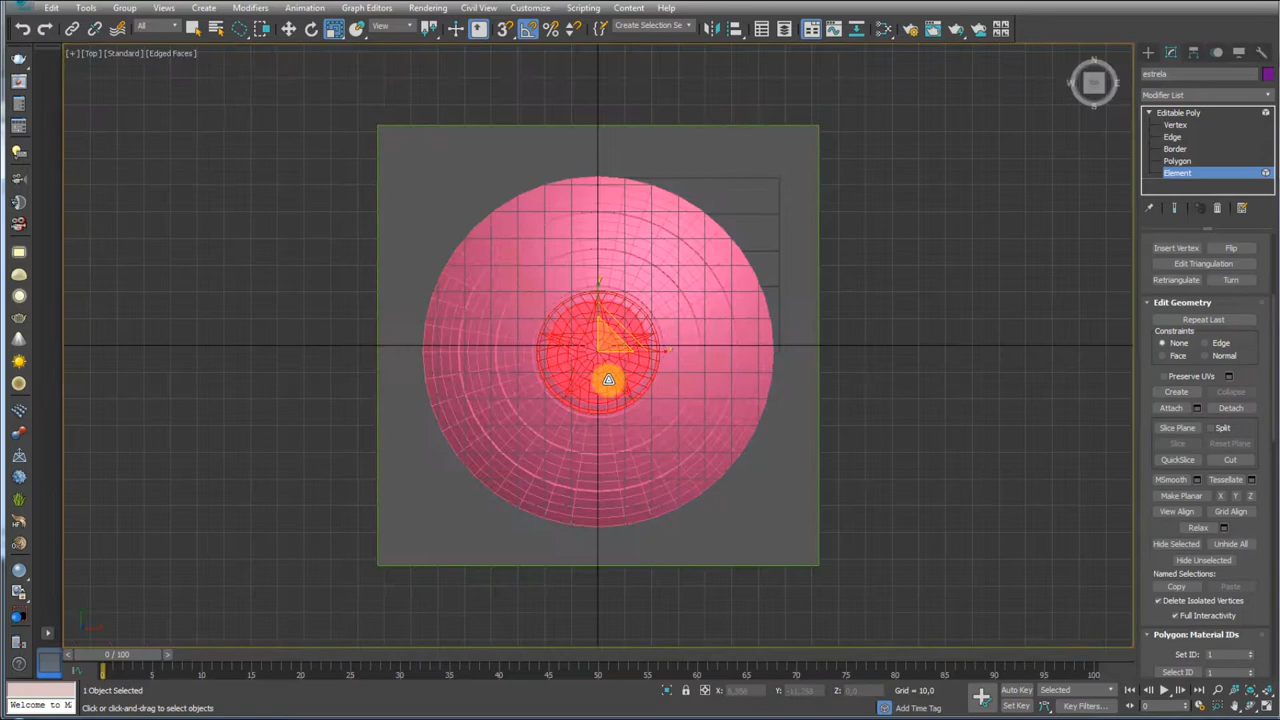 Edit Tools Group Views Create Modifiers Animation Graph Editors Rendering Civil View Customize Scripting Content Help
All View Create Selection Se
[+] [Top] [Standard] [Edged Faces]
N
W E
S
estrela
Modifier List
Editable Poly
Vertex
Edge
Border
Polygon
Element
Insert Vertex Flip
Edit Triangulation
Retriangulate Turn
Edit Geometry
Repeat Last
Constraints
None Edge
Face Normal
Preserve UVs
Create Collapse
Attach Detach
Slice Plane Split
Slice Reset Plane
QuickSlice Cut
MSmooth Tessellate
Make Planar X Y Z
View Align Grid Align
Relax
Hide Selected Unhide All
Hide Unselected
Named Selections:
Copy Paste
Delete Isolated Vertices
Full Interactivity
Polygon: Material IDs
Set ID: 1
Select ID 1
< 0 / 100 >
5 10 15 20 25 30 35 40 45 50 55 60 65 70 75 80 85 90 95 100
Welcome to M
1 Object Selected
Click or click-and-drag to select objects
X: Y: Z: 0,0 Grid = 10,0
Add Time Tag
Auto Key Selected
Set Key Key Filters...
0